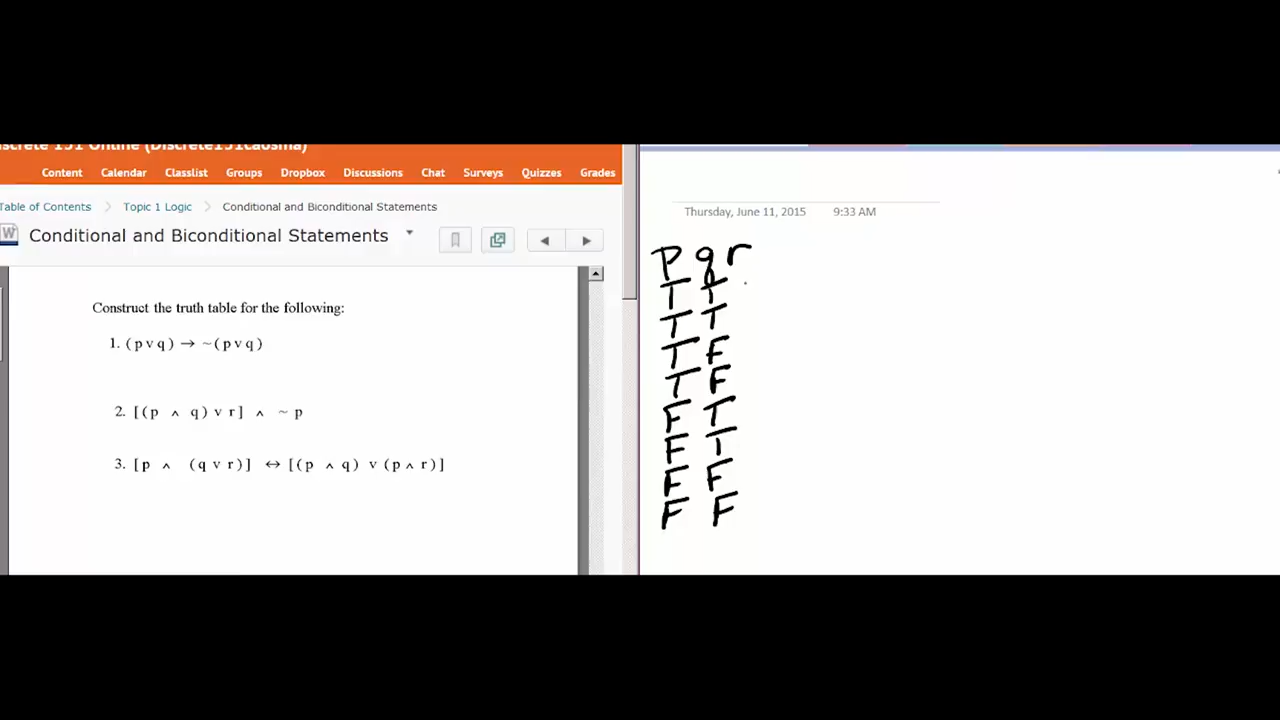 Discrete 151 Online (Discrete151caosma)
Content Calendar Classlist Groups Dropbox Discussions Chat Surveys Quizzes Grades
Table of Contents > Topic 1 Logic > Conditional and Biconditional Statements
W Conditional and Biconditional Statements
Construct the truth table for the following:
1. (p v q) → ~(p v q)
2. [(p ∧ q) v r] ∧ ~ p
3. [p ∧ (q v r)] ↔ [(p ∧ q) v (p ∧ r)]
Thursday, June 11, 2015 9:33 AM
p q r
T T
T T
T F
T F
F T
F T
F F
F F